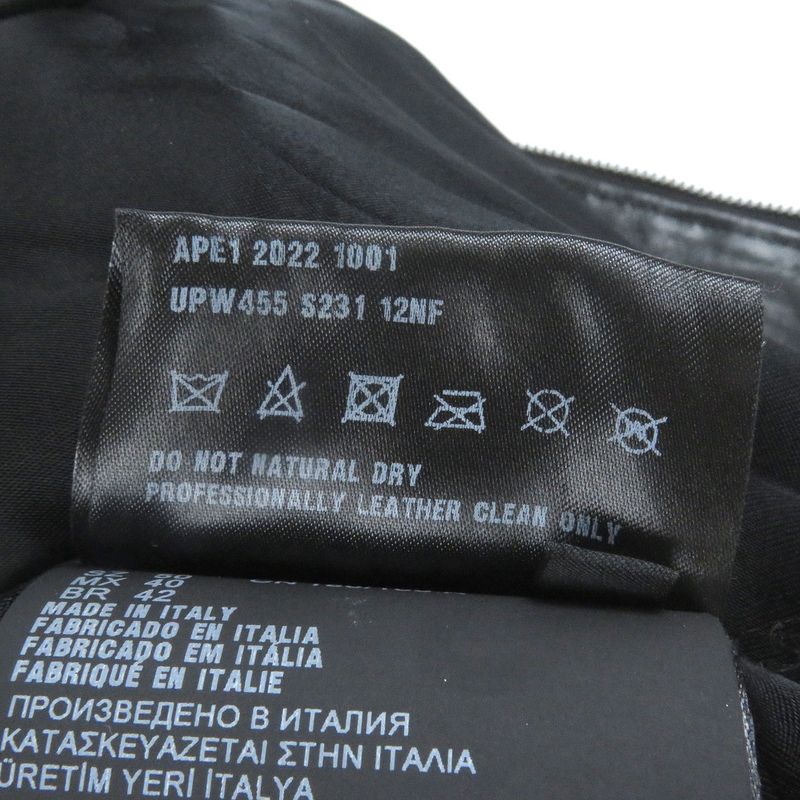 APE1 2022 1001
UPW455 S231 12NF
DO NOT NATURAL DRY
PROFESSIONALLY LEATHER CLEAN ONLY
MX 46
BR 42
MADE IN ITALY
FABRICADO EN ITALIA
FABRICADO EM ITÁLIA
FABRIQUÉ EN ITALIE
ПРОИЗВЕДЕНО В ИТАЛИЯ
ΚΑΤΑΣΚΕΥΑΖΕΤΑΙ ΣΤΗΝ ΙΤΑΛΙΑ
ÜRETİM YERİ İTALYA